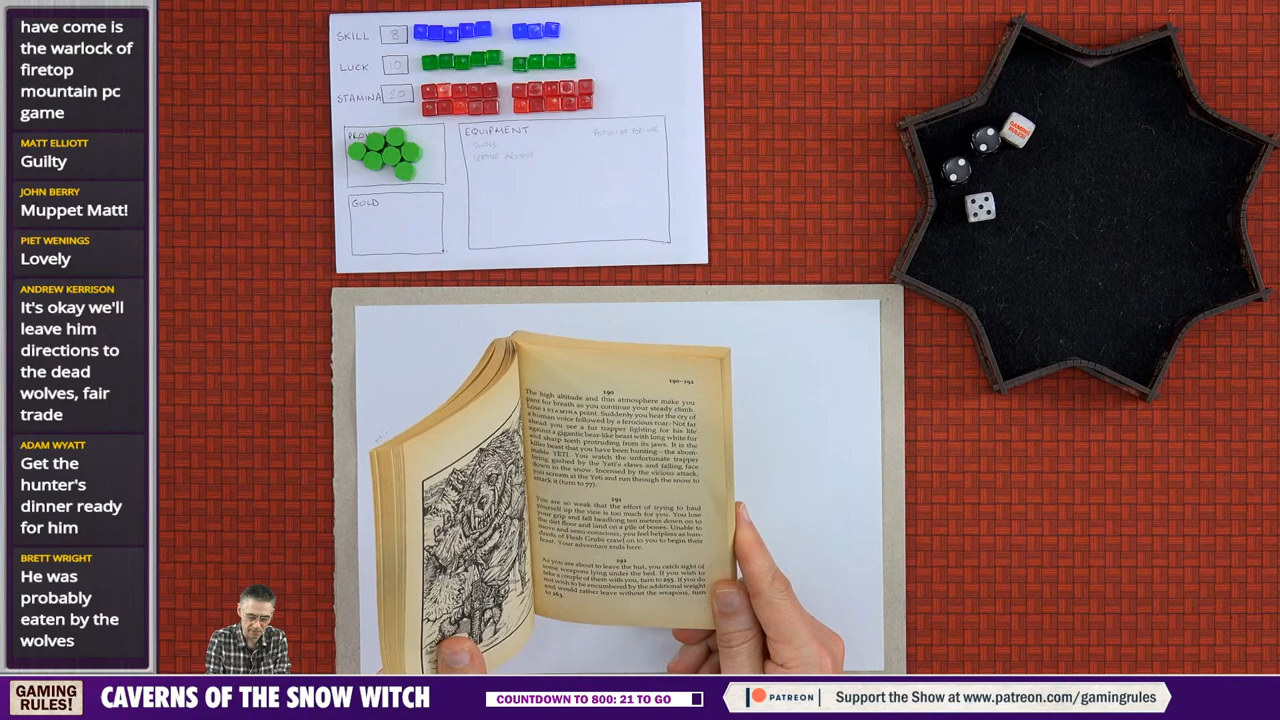 have come is
the warlock of
firetop
mountain pc
game
MATT ELLIOTT
Guilty
JOHN BERRY
Muppet Matt!
PIET WENINGS
Lovely
ANDREW KERRISON
It's okay we'll
leave him
directions to
the dead
wolves, fair
trade
ADAM WYATT
Get the
hunter's
dinner ready
for him
BRETT WRIGHT
He was
probably
eaten by the
wolves
SKILL 8
LUCK 10
STAMINA 20
EQUIPMENT
SWORD
LEATHER ARMOUR
POTION OF FORTUNE
GOLD
GAMING RULES!
190-192
190
The high altitude and thin atmosphere make you
pant for breath as you continue your steady climb.
Lose 1 STAMINA point. Suddenly you hear the cry of
a human voice followed by a ferocious roar. Not far
ahead you see a fur trapper fighting for his life
against a gigantic bear-like beast with long white fur
and sharp teeth protruding from its jaws. It is the
killer beast that you have been hunting – the abom-
inable YETI. You watch the unfortunate trapper
being gashed by the Yeti's claws and falling face
down in the snow. Incensed by the vicious attack,
you scream at the Yeti and run through the snow to
attack it (turn to 77).
191
You are so weak that the effort of trying to haul
yourself up the vine is too much for you. You lose
your grip and fall headlong ten metres down on to
the dirt floor and land on a pile of bones. Unable to
move and semi-conscious, you feel helpless as hun-
dreds of Flesh Grubs crawl on to you to begin their
feast. Your adventure ends here.
192
As you are about to leave the hut, you catch sight of
some weapons lying under the bed. If you wish to
take a couple of them with you, turn to 255. If you do
not wish to be encumbered by the additional weight
and would rather leave without the weapons, turn
to 263.
GAMING
RULES!
CAVERNS OF THE SNOW WITCH
COUNTDOWN TO 800: 21 TO GO
PATREON
Support the Show at www.patreon.com/gamingrules